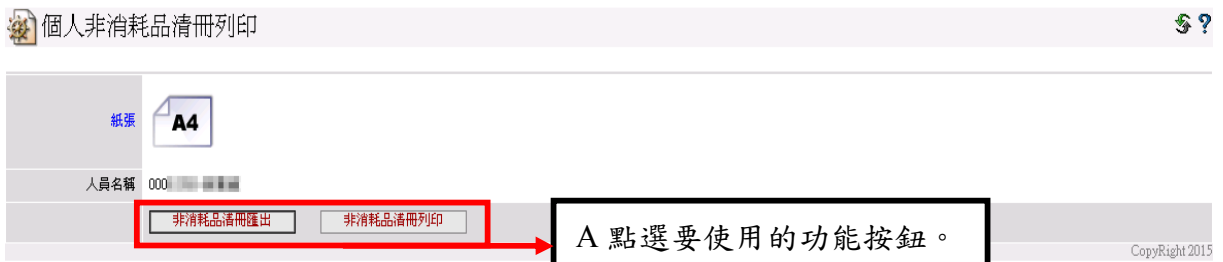 個人非消耗品清冊列印
?
紙張
A4
人員名稱 000
非消耗品清冊匯出 非消耗品清冊列印
A 點選要使用的功能按鈕。
CopyRight 2015